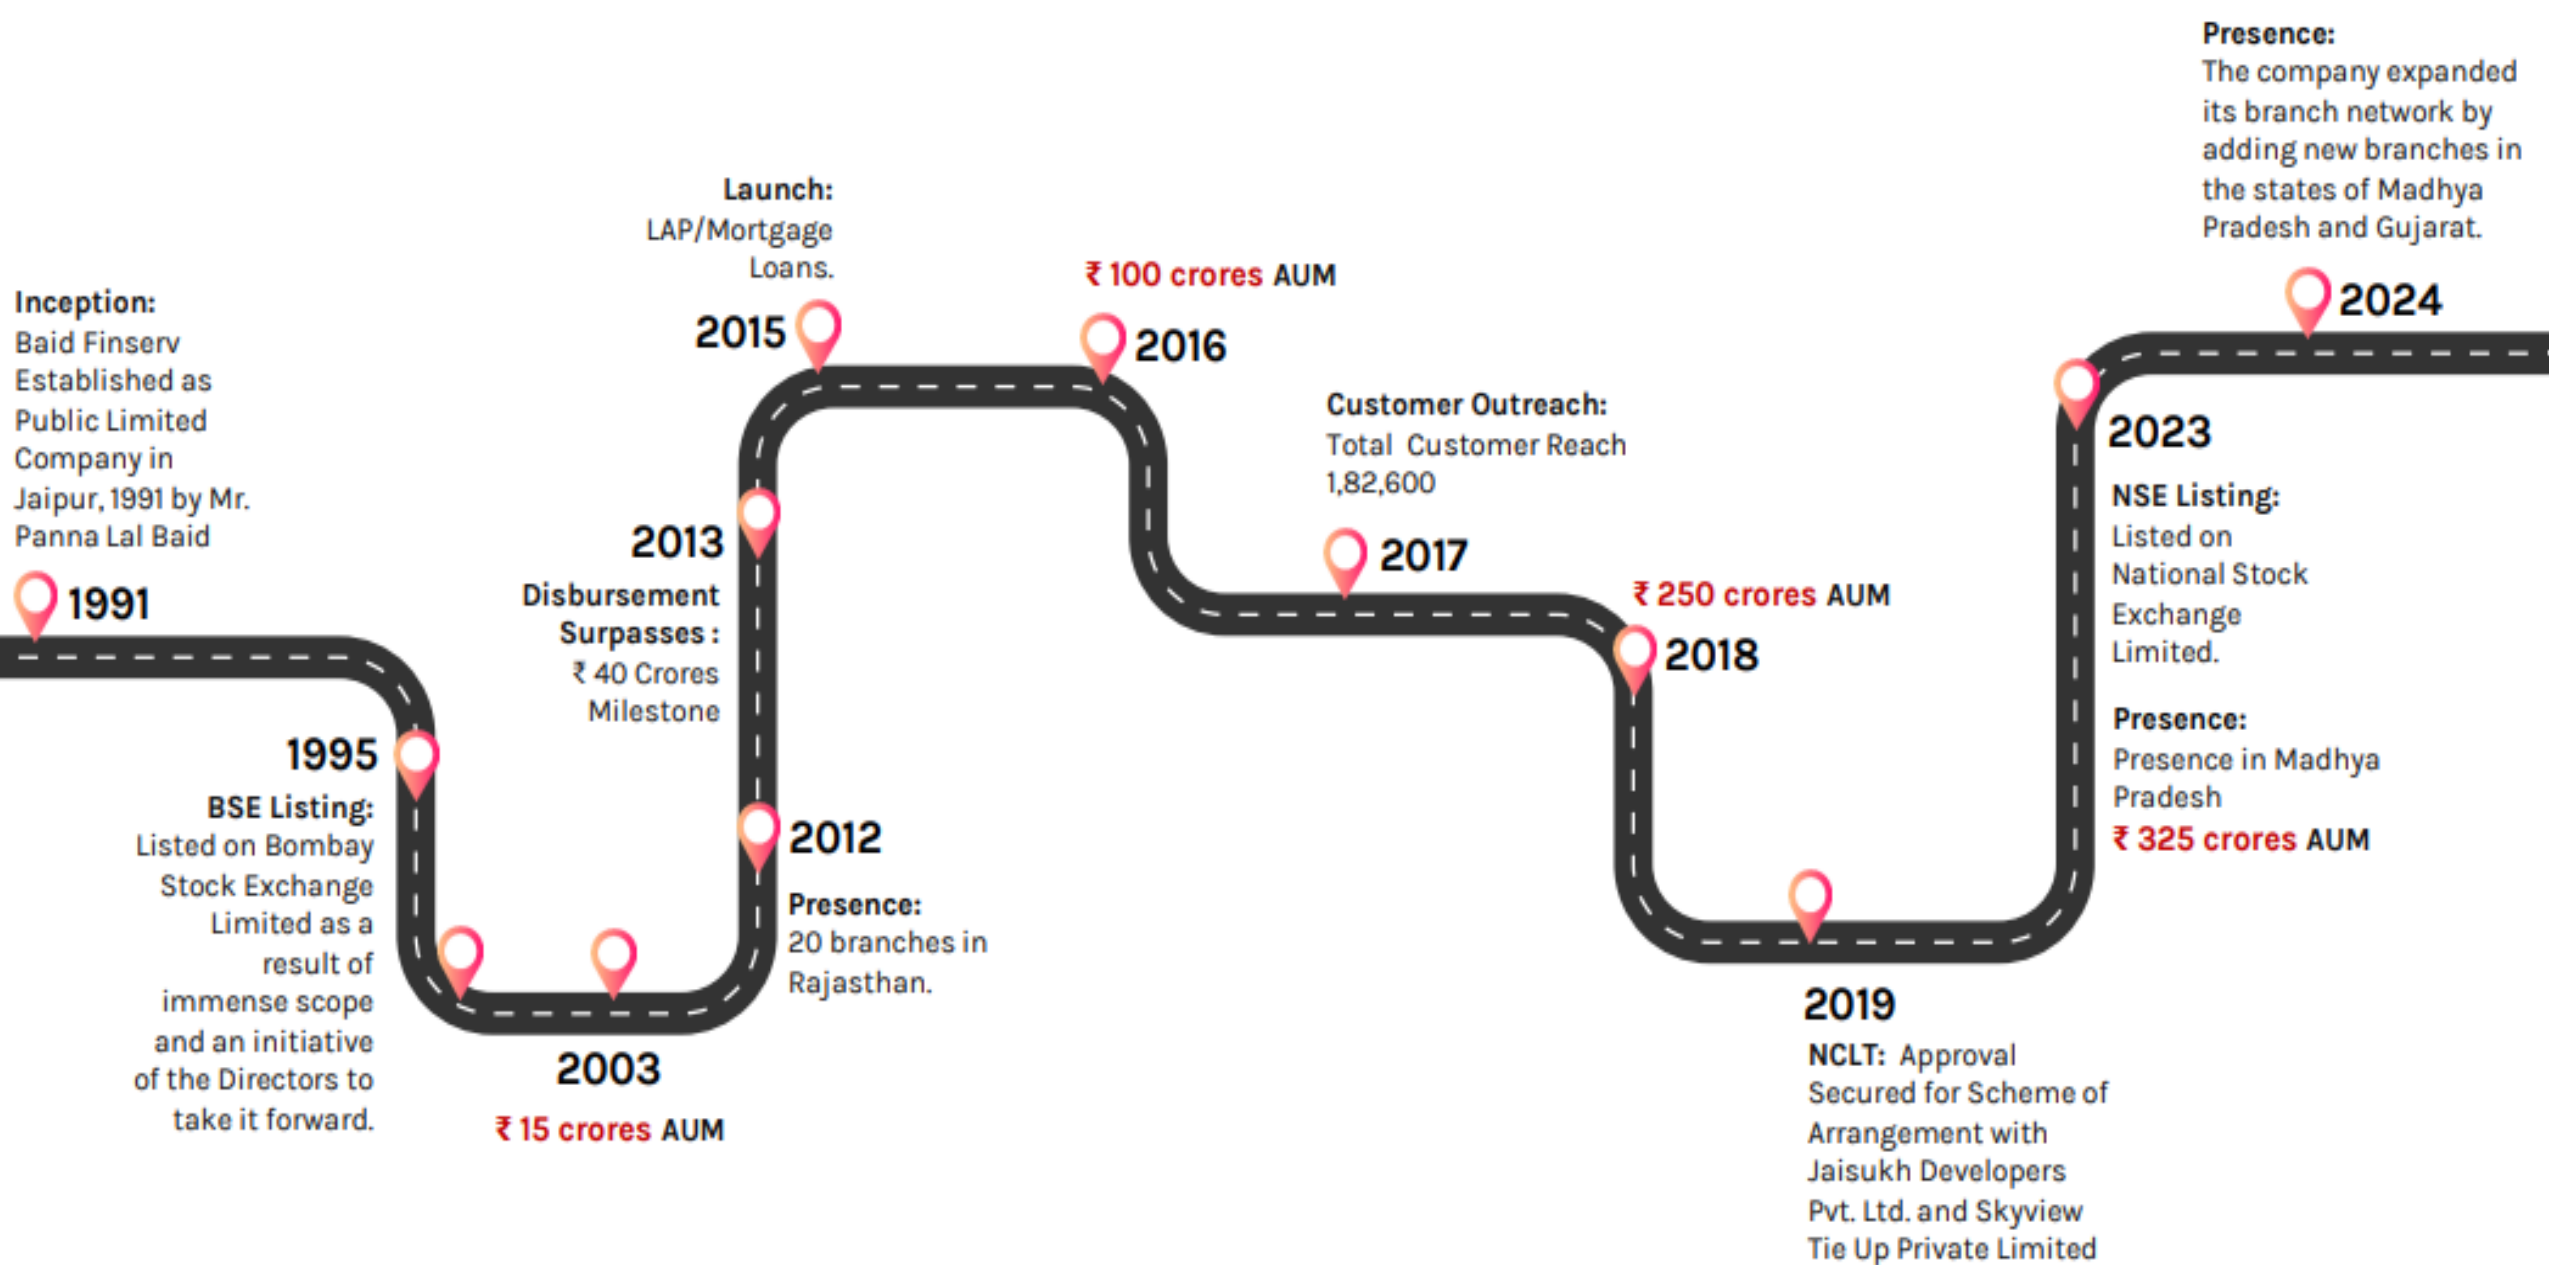 Inception:
Baid Finserv
Established as
Public Limited
Company in
Jaipur, 1991 by Mr.
Panna Lal Baid
1991
1995
BSE Listing:
Listed on Bombay
Stock Exchange
Limited as a
result of
immense scope
and an initiative
of the Directors to
take it forward.
2003
₹ 15 crores AUM
2012
Presence:
20 branches in
Rajasthan.
2013
Disbursement
Surpasses :
₹ 40 Crores
Milestone
Launch:
LAP/Mortgage
Loans.
2015
₹ 100 crores AUM
2016
Customer Outreach:
Total Customer Reach
1,82,600
2017
₹ 250 crores AUM
2018
2019
NCLT: Approval
Secured for Scheme of
Arrangement with
Jaisukh Developers
Pvt. Ltd. and Skyview
Tie Up Private Limited
2023
NSE Listing:
Listed on
National Stock
Exchange
Limited.
Presence:
Presence in Madhya
Pradesh
₹ 325 crores AUM
Presence:
The company expanded
its branch network by
adding new branches in
the states of Madhya
Pradesh and Gujarat.
2024